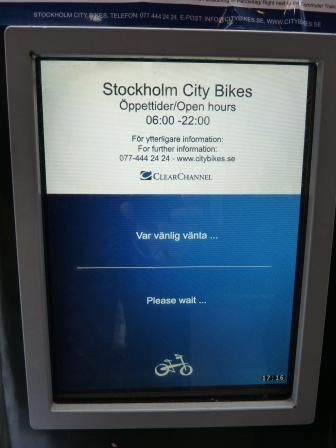 STOCKHOLM CITY BIKES. TELEFON: 077-444 24 24, E-POST: INFO@CITYBIKES.SE, WWW.CITYBIKES.
Stockholm City Bikes
Öppettider/Open hours
06:00 -22:00
För ytterligare information:
For further information:
077-444 24 24 - www.citybikes.se
CLEARCHANNEL
Var vänlig vänta ...
Please wait ...
17:16